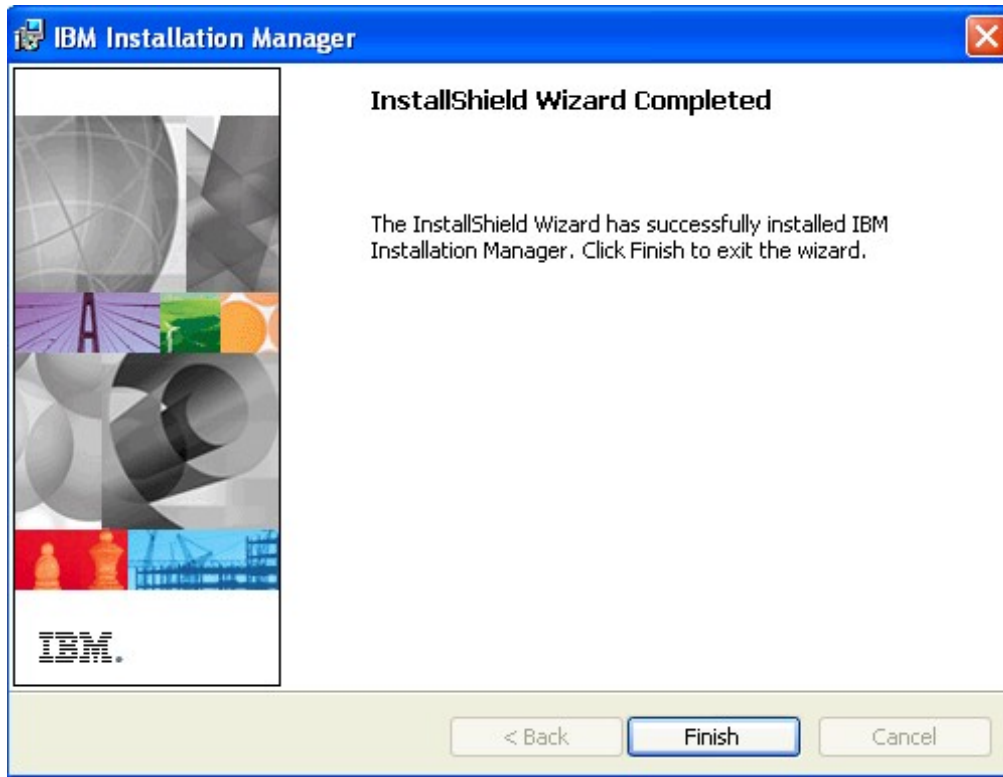 IBM Installation Manager
InstallShield Wizard Completed
The InstallShield Wizard has successfully installed IBM
Installation Manager. Click Finish to exit the wizard.
IBM.
< Back
Finish
Cancel